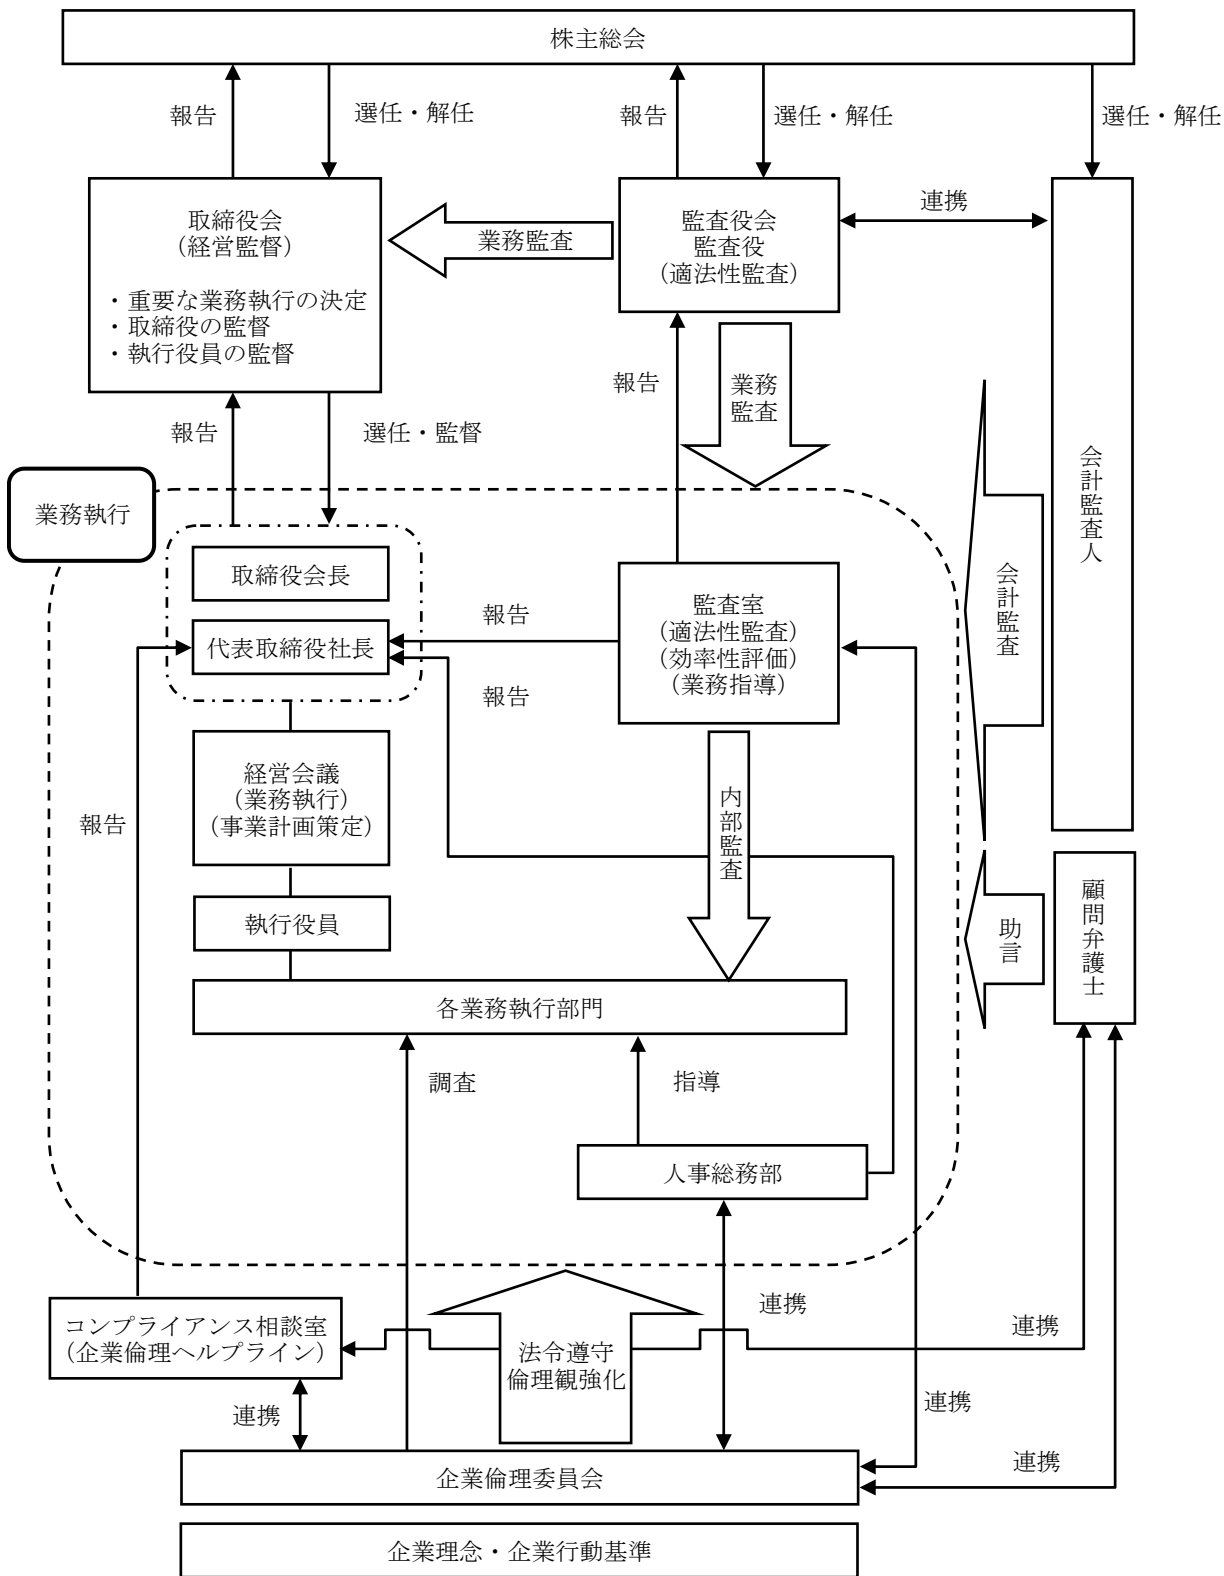 株主総会
報告
選任・解任
報告
選任・解任
選任・解任
取締役会
（経営監督）
・重要な業務執行の決定
・取締役の監督
・執行役員の監督
業務監査
監査役会
監査役
（適法性監査）
連携
会計監査人
報告
業務
監査
報告
選任・監督
業務執行
取締役会長
代表取締役社長
報告
報告
監査室
（適法性監査）
（効率性評価）
（業務指導）
会計監査
経営会議
（業務執行）
（事業計画策定）
報告
内部監査
執行役員
助言
顧問弁護士
各業務執行部門
調査
指導
人事総務部
コンプライアンス相談室
（企業倫理ヘルプライン）
法令遵守
倫理観強化
連携
連携
連携
連携
連携
企業倫理委員会
企業理念・企業行動基準